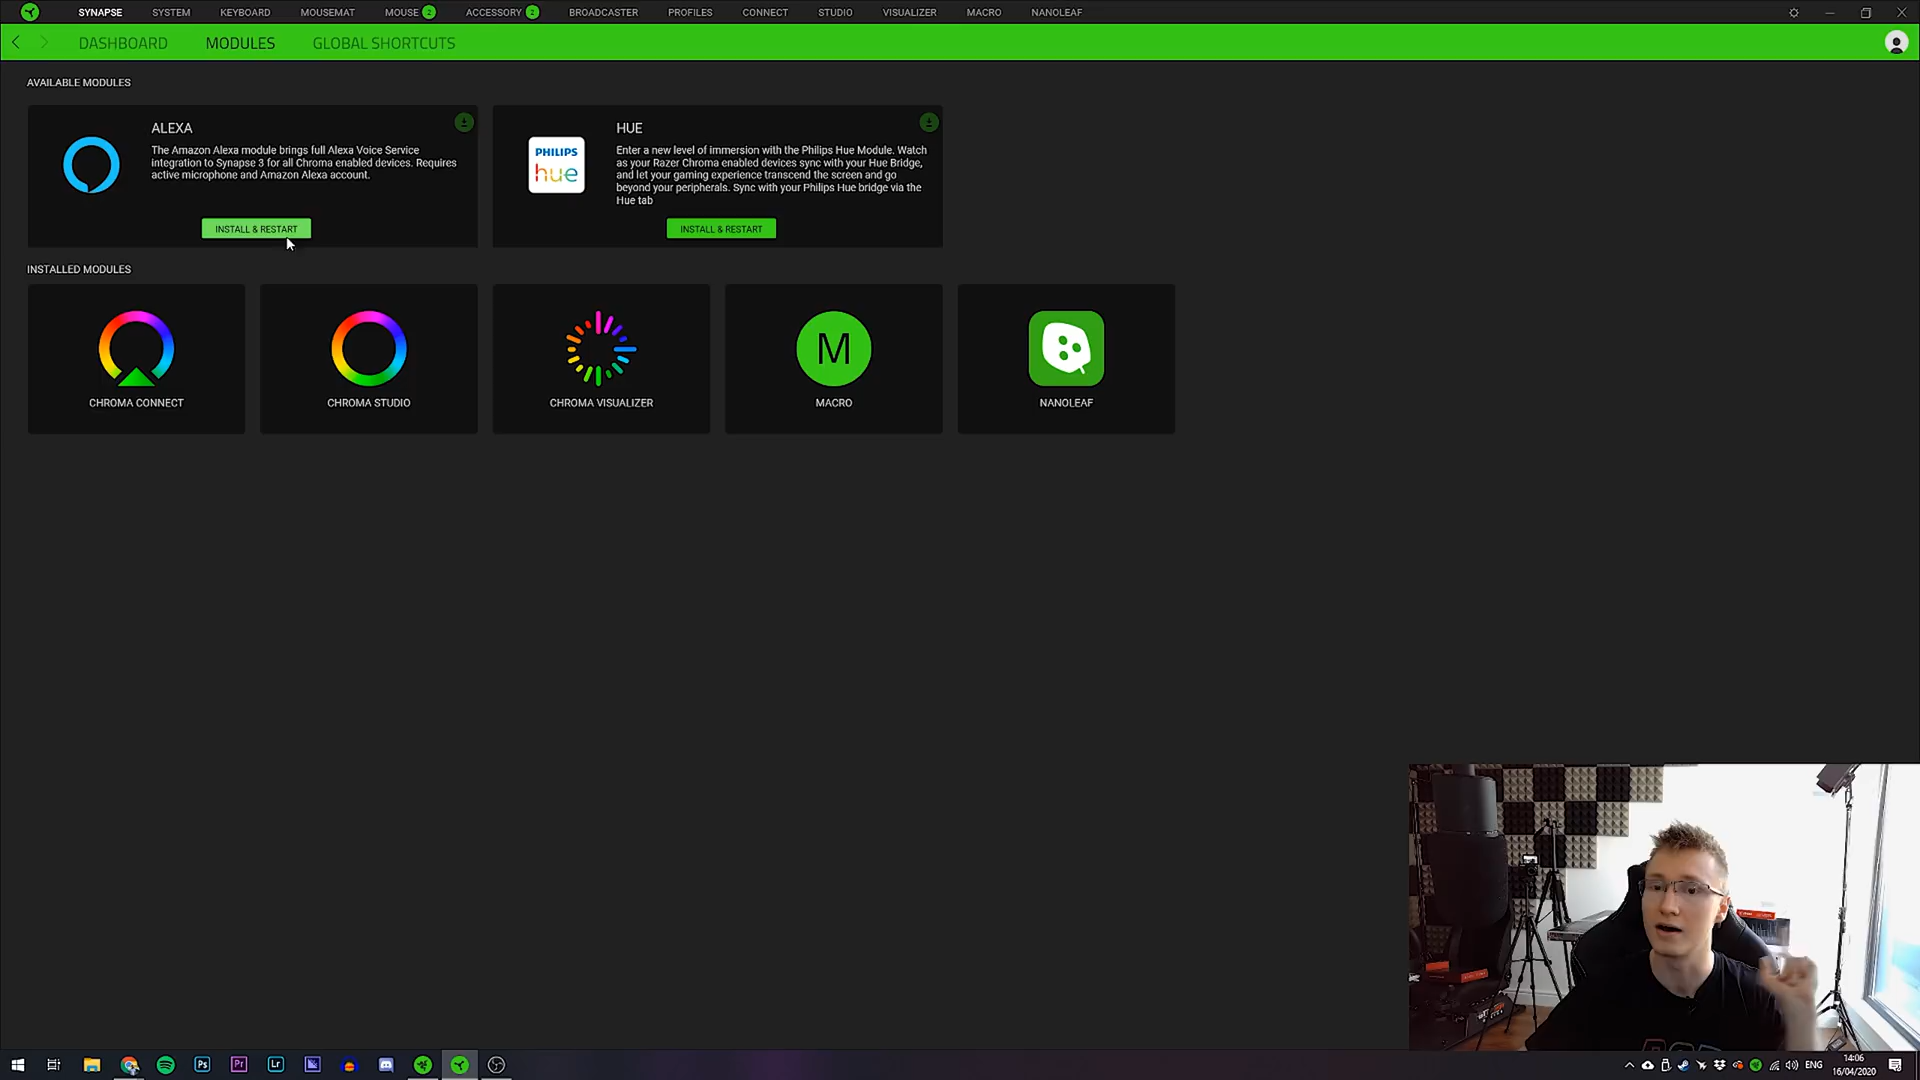 SYNAPSE SYSTEM KEYBOARD MOUSEMAT MOUSE 2 ACCESSORY 2 BROADCASTER PROFILES CONNECT STUDIO VISUALIZER MACRO NANOLEAF
DASHBOARD MODULES GLOBAL SHORTCUTS
AVAILABLE MODULES
ALEXA
The Amazon Alexa module brings full Alexa Voice Service
integration to Synapse 3 for all Chroma enabled devices. Requires
active microphone and Amazon Alexa account.
INSTALL & RESTART
PHILIPS
hue
HUE
Enter a new level of immersion with the Philips Hue Module. Watch
as your Razer Chroma enabled devices sync with your Hue Bridge,
and let your gaming experience transcend the screen and go
beyond your peripherals. Sync with your Philips Hue bridge via the
Hue tab
INSTALL & RESTART
INSTALLED MODULES
CHROMA CONNECT
CHROMA STUDIO
CHROMA VISUALIZER
M
MACRO
NANOLEAF
Ps Pr Lr
ENG
14:06
16/04/2020